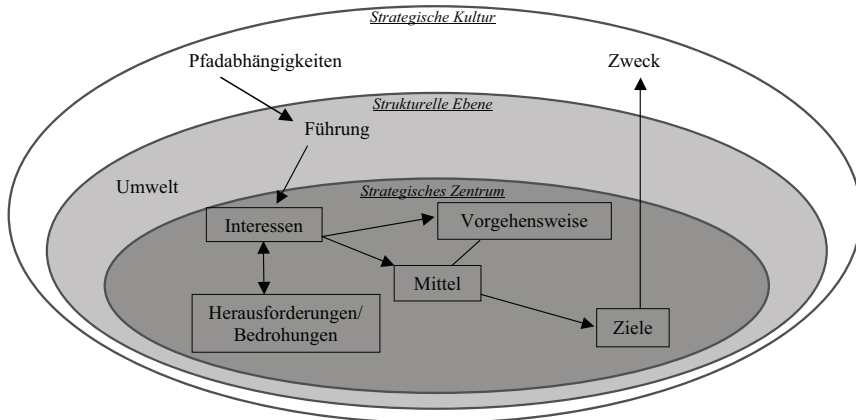 Strategische Kultur
Pfadabhängigkeiten
Zweck
Strukturelle Ebene
Führung
Umwelt
Strategisches Zentrum
Interessen
Vorgehensweise
Mittel
Herausforderungen/
Bedrohungen
Ziele